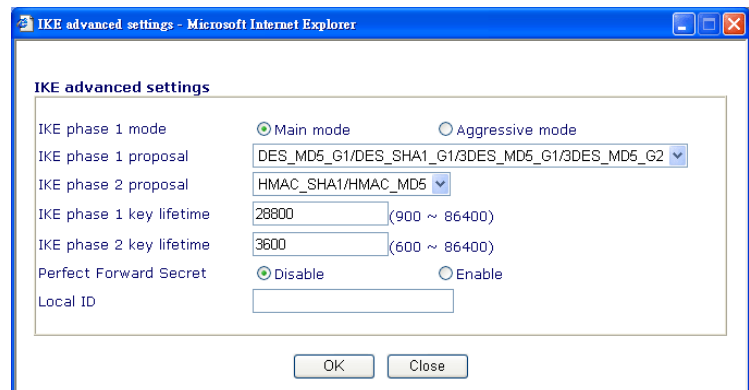 IKE advanced settings - Microsoft Internet Explorer
IKE advanced settings
IKE phase 1 mode Main mode Aggressive mode
IKE phase 1 proposal DES_MD5_G1/DES_SHA1_G1/3DES_MD5_G1/3DES_MD5_G2
IKE phase 2 proposal HMAC_SHA1/HMAC_MD5
IKE phase 1 key lifetime 28800 (900 ~ 86400)
IKE phase 2 key lifetime 3600 (600 ~ 86400)
Perfect Forward Secret Disable Enable
Local ID
OK Close